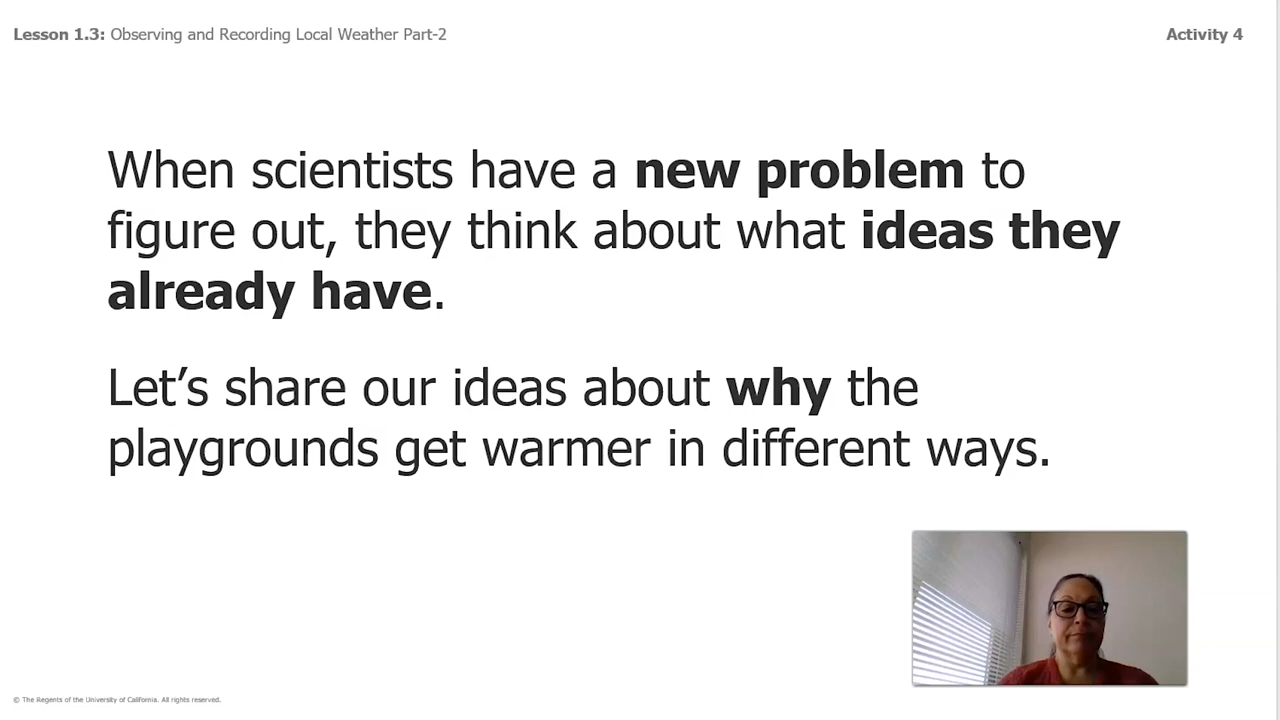 Lesson 1.3: Observing and Recording Local Weather Part-2
Activity 4
When scientists have a new problem to
figure out, they think about what ideas they
already have.
Let’s share our ideas about why the
playgrounds get warmer in different ways.
© The Regents of the University of California. All rights reserved.